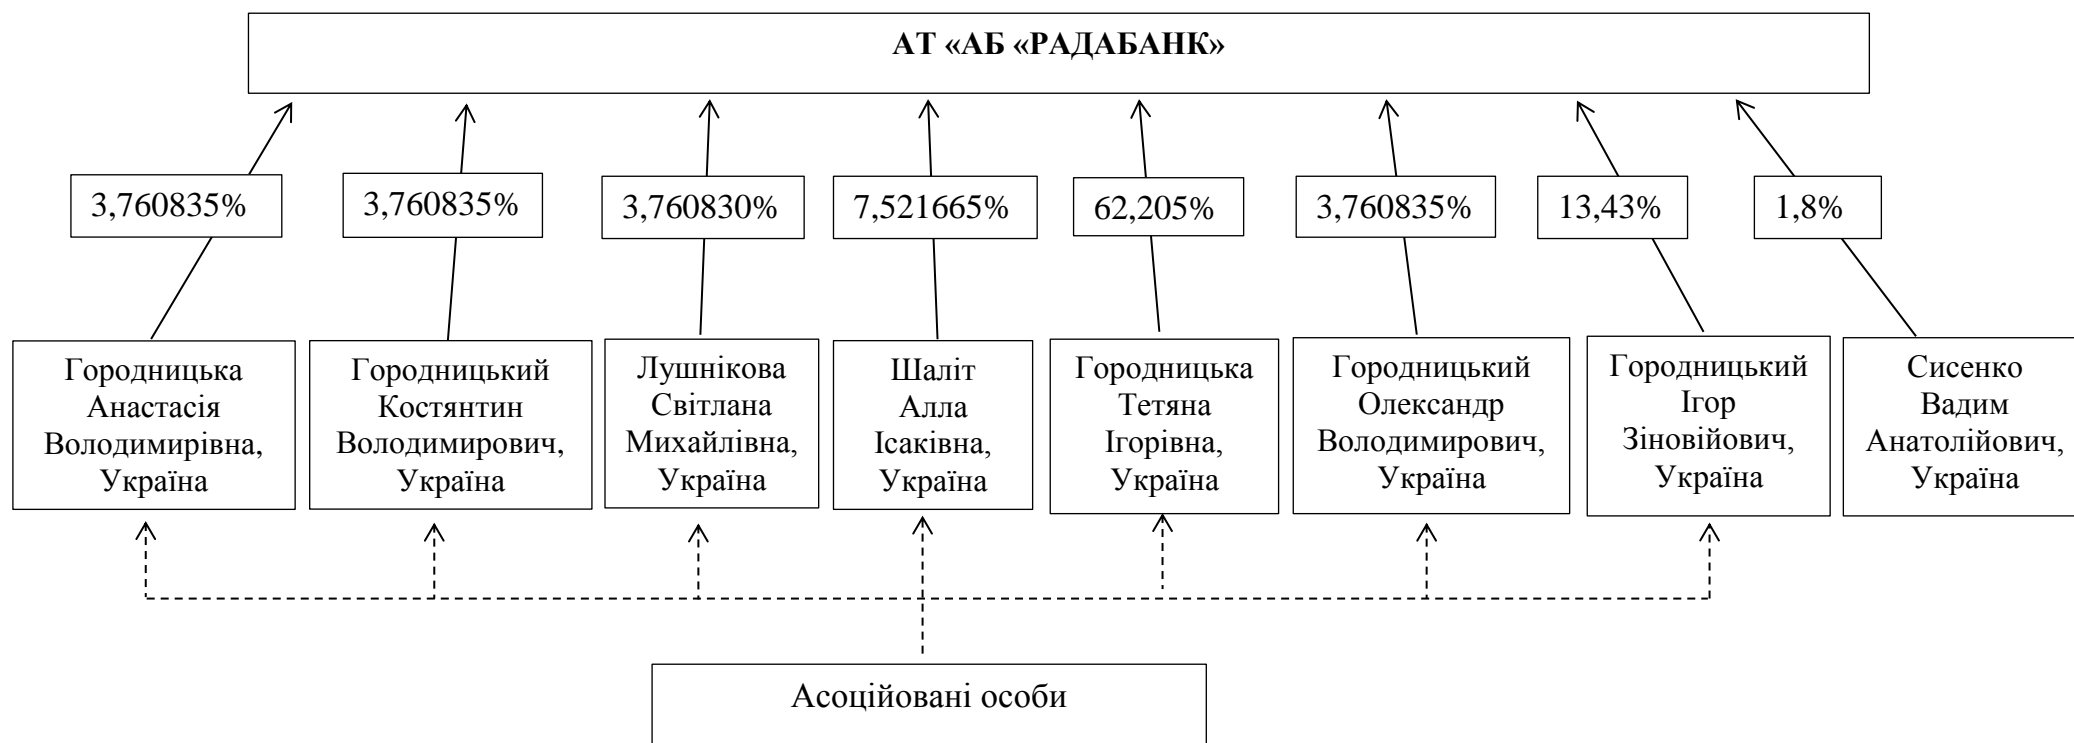 АТ «АБ «РАДАБАНК»
3,760835%
3,760835%
3,760830%
7,521665%
62,205%
3,760835%
13,43%
1,8%
Городницька
Анастасія
Володимирівна,
Україна
Городницький
Костянтин
Володимирович,
Україна
Лушнікова
Світлана
Михайлівна,
Україна
Шаліт
Алла
Ісаківна,
Україна
Городницька
Тетяна
Ігорівна,
Україна
Городницький
Олександр
Володимирович,
Україна
Городницький
Ігор
Зіновійович,
Україна
Сисенко
Вадим
Анатолійович,
Україна
Асоційовані особи